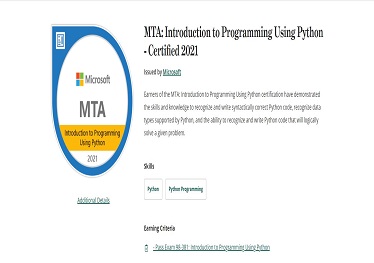 MTA: Introduction to Programming Using Python
- Certified 2021
Issued by Microsoft
Earners of the MTA: Introduction to Programming Using Python certification have demonstrated
the skills and knowledge to recognize and write syntactically correct Python code, recognize data
types supported by Python, and the ability to recognize and write Python code that will logically
solve a given problem.
Microsoft
MTA
Introduction to Programming
Using Python
2021
Additional Details
Skills
Python
Python Programming
Earning Criteria
- Pass Exam 98-381: Introduction to Programming Using Python